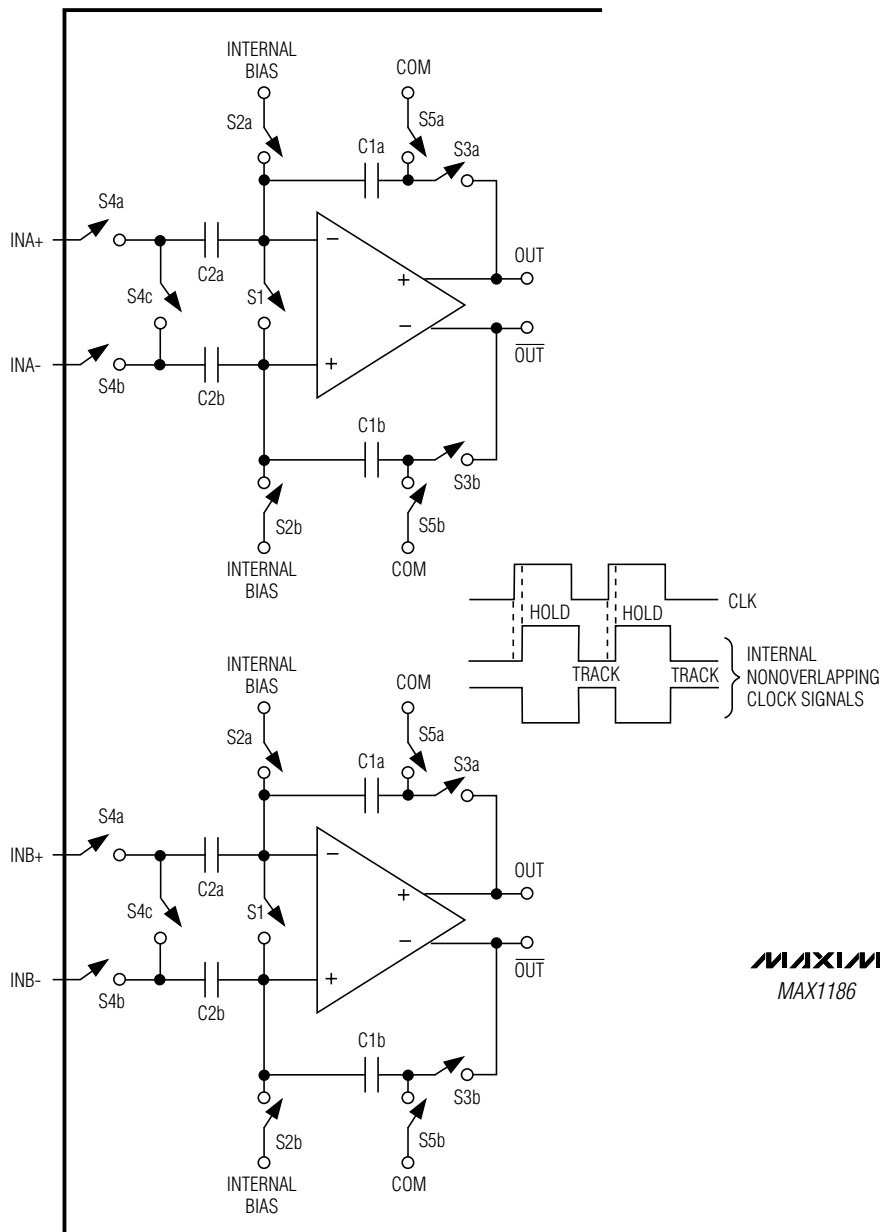 INTERNAL
BIAS
COM
S2a
S5a
C1a
S3a
S4a
INA+
−
OUT
C2a
+
S4c
S1
−
OUT
INA-
+
S4b
C2b
C1b
S3b
S2b
S5b
INTERNAL
BIAS
COM
CLK
HOLD
HOLD
TRACK
TRACK
INTERNAL
NONOVERLAPPING
CLOCK SIGNALS
INTERNAL
BIAS
COM
S2a
S5a
C1a
S3a
S4a
INB+
−
OUT
C2a
+
S4c
S1
−
OUT
INB-
+
S4b
C2b
C1b
S3b
S2b
S5b
INTERNAL
BIAS
COM
MAXIM
MAX1186